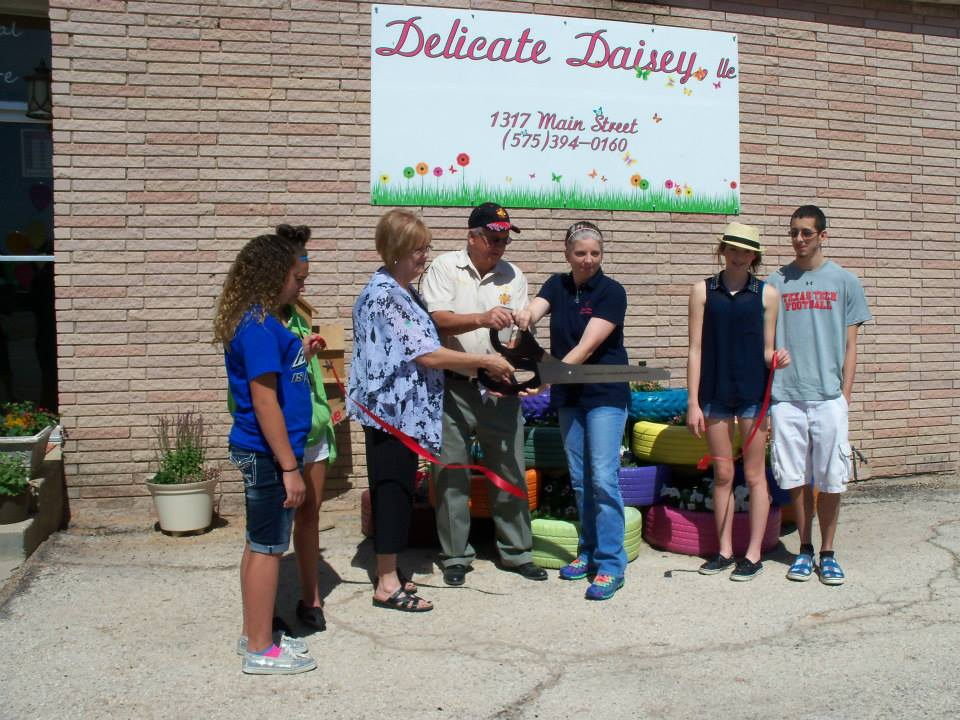 Delicate Daisey, llc
1317 Main Street
(575)394-0160
TEXAS TECH
FOOTBALL